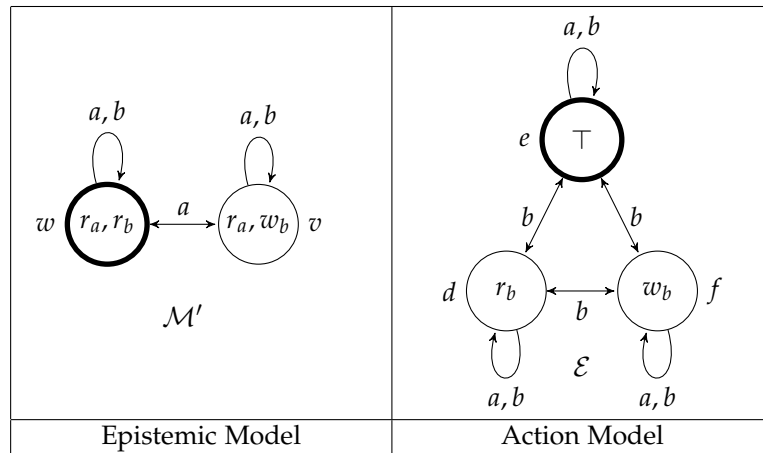 a, b
e
⊤
a, b
a, b
w
r_a, r_b
a
r_a, w_b
v
b
b
d
r_b
b
w_b
f
ℳ′
ℰ
a, b
a, b
Epistemic Model
Action Model